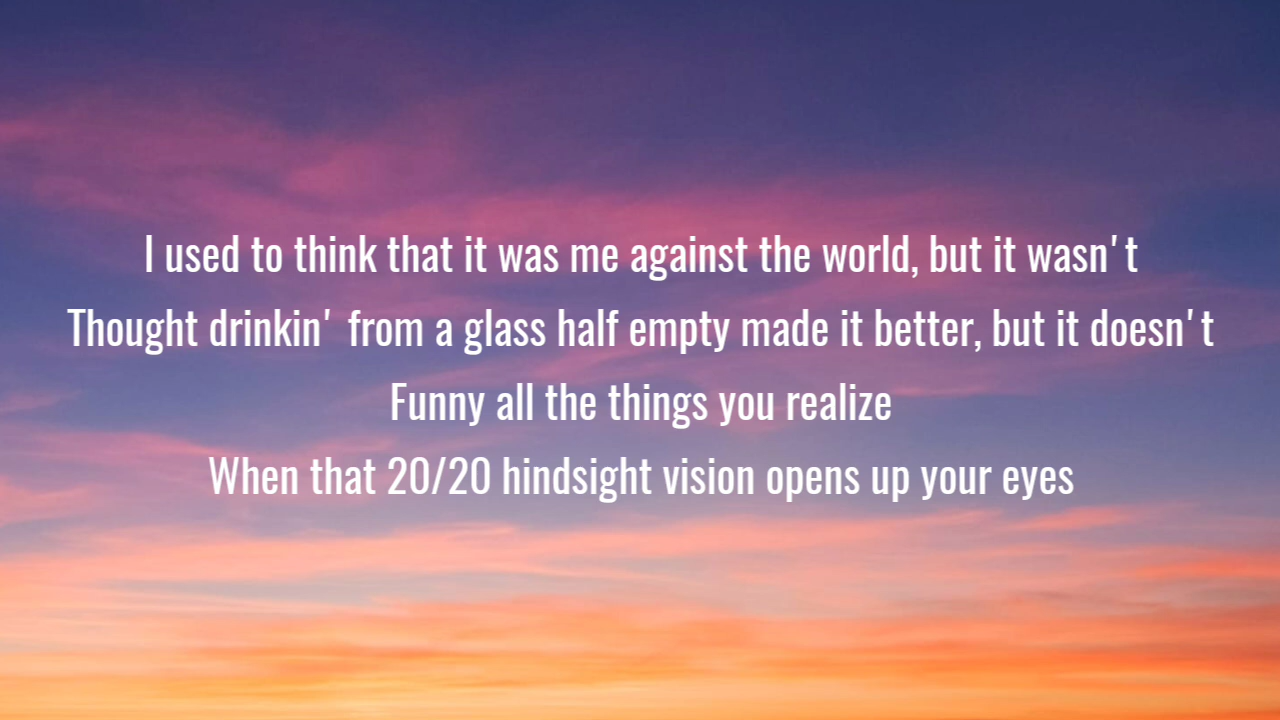 I used to think that it was me against the world, but it wasn't
Thought drinkin' from a glass half empty made it better, but it doesn't
Funny all the things you realize
When that 20/20 hindsight vision opens up your eyes